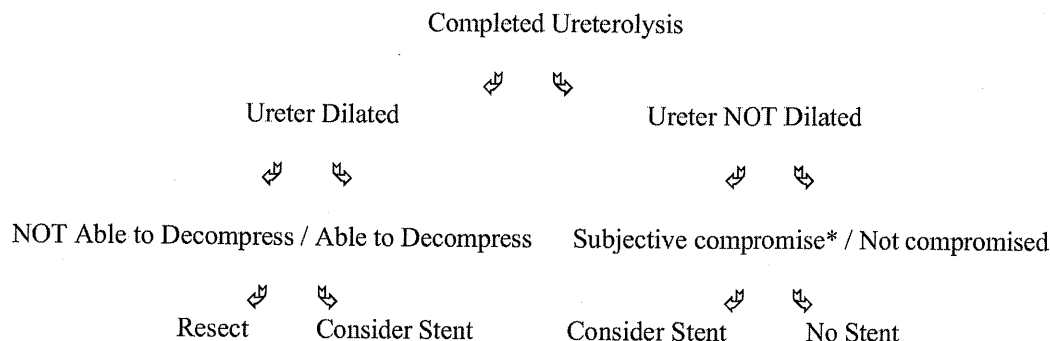 Completed Ureterolysis
Ureter Dilated Ureter NOT Dilated
NOT Able to Decompress / Able to Decompress Subjective compromise* / Not compromised
Resect Consider Stent Consider Stent No Stent